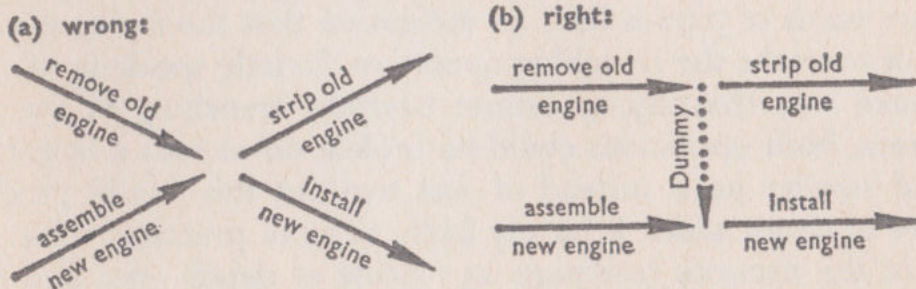 (a) wrong:
remove old
engine
strip old
engine
assemble
new engine
install
new engine
(b) right:
remove old
engine
strip old
engine
Dummy
assemble
new engine
Install
new engine